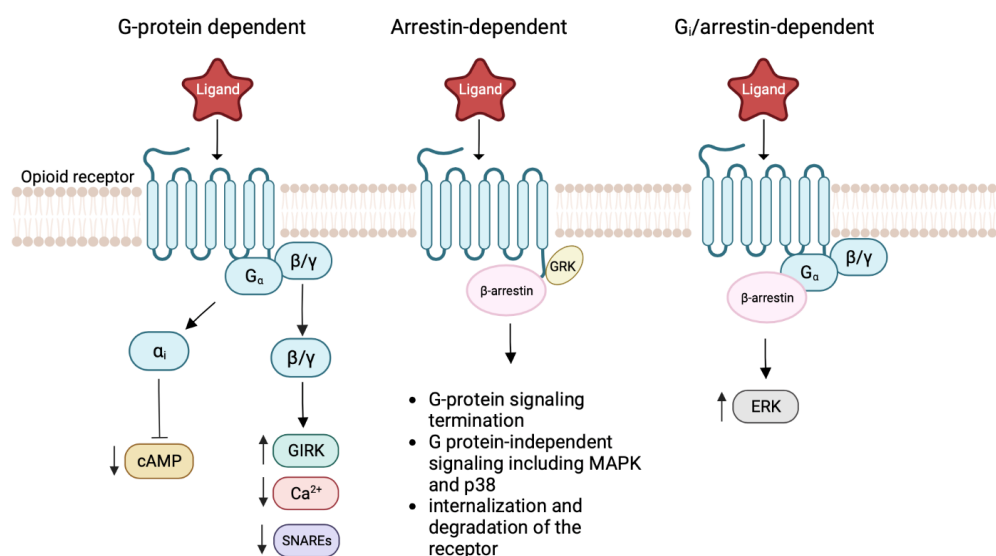 G-protein dependent
Ligand
Opioid receptor
Gα
β/γ
αi
β/γ
cAMP
GIRK
Ca²⁺
SNAREs
Arrestin-dependent
Ligand
GRK
β-arrestin
• G-protein signaling
termination
• G protein-independent
signaling including MAPK
and p38
• internalization and
degradation of the
receptor
Gᵢ/arrestin-dependent
Ligand
β/γ
Gα
β-arrestin
ERK